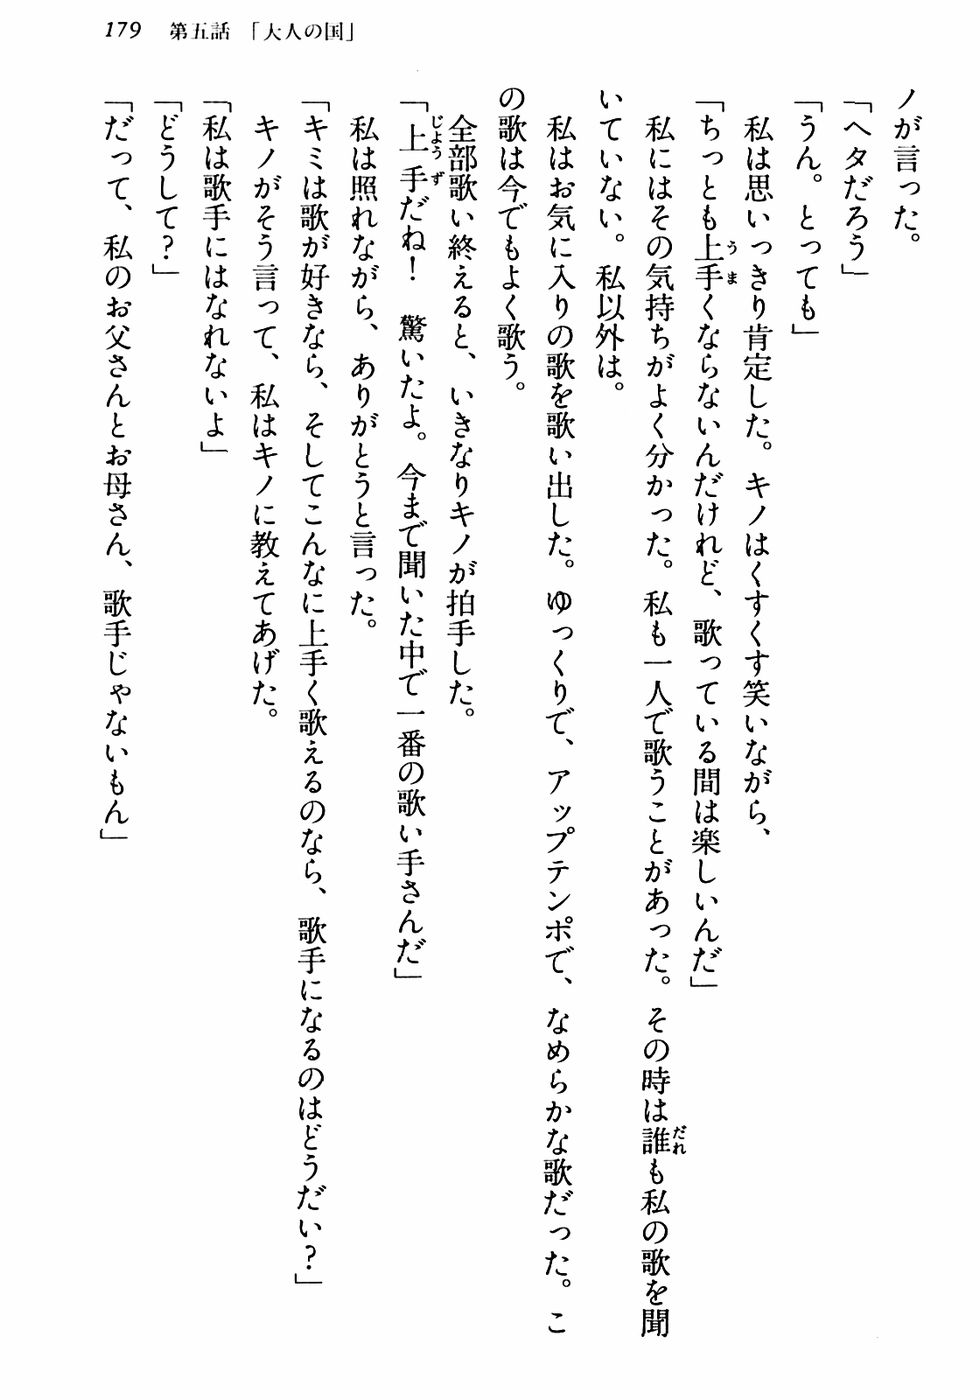 179　第五話　「大人の国」
ノが言った。
「ヘタだろう」
「うん。とっても」
　私は思いっきり肯定した。キノはくすくす笑いながら、
「ちっとも上手くならないんだけれど、歌っている間は楽しいんだ」
　私にはその気持ちがよく分かった。私も一人で歌うことがあった。その時は誰も私の歌を聞
いていない。私以外は。
　私はお気に入りの歌を歌い出した。ゆっくりで、アップテンポで、なめらかな歌だった。こ
の歌は今でもよく歌う。
　全部歌い終えると、いきなりキノが拍手した。
「上手だね！　驚いたよ。今まで聞いた中で一番の歌い手さんだ」
　私は照れながら、ありがとうと言った。
「キミは歌が好きなら、そしてこんなに上手く歌えるのなら、歌手になるのはどうだい？」
　キノがそう言って、私はキノに教えてあげた。
「私は歌手にはなれないよ」
「どうして？」
「だって、私のお父さんとお母さん、歌手じゃないもん」